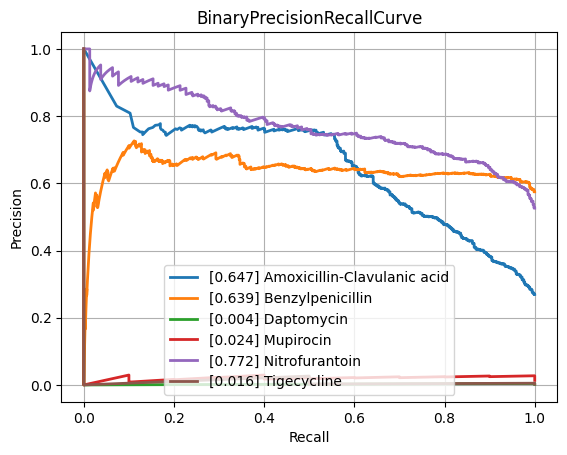 BinaryPrecisionRecallCurve
1.0
0.8
0.6
0.4
0.2
0.0
Precision
[0.647] Amoxicillin-Clavulanic acid
[0.639] Benzylpenicillin
[0.004] Daptomycin
[0.024] Mupirocin
[0.772] Nitrofurantoin
[0.016] Tigecycline
0.0 0.2 0.4 0.6 0.8 1.0
Recall